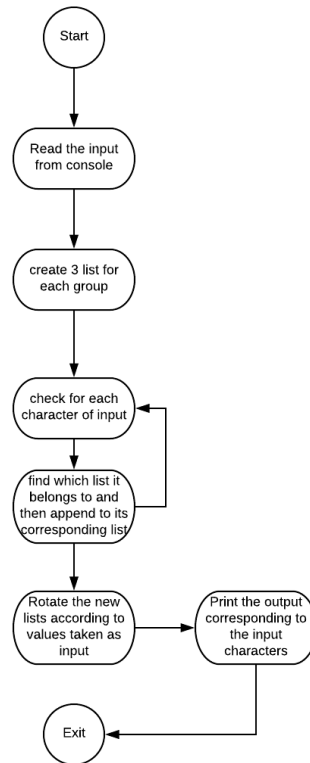 Start
Read the input
from console
create 3 list for
each group
check for each
character of input
find which list it
belongs to and
then append to its
corresponding list
Rotate the new
lists according to
values taken as
input
Print the output
corresponding to
the input
characters
Exit